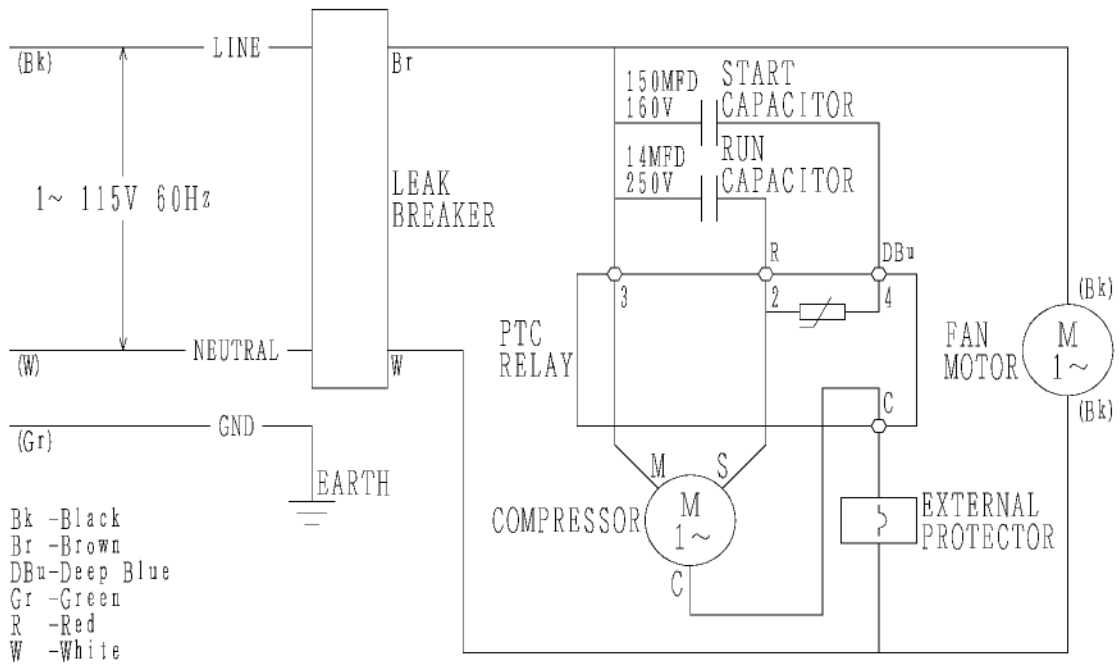 (Bk)
LINE
Br
1~ 115V 60Hz
LEAK
BREAKER
(W)
NEUTRAL
W
(Gr)
GND
EARTH
150MFD
160V
START
CAPACITOR
14MFD
250V
RUN
CAPACITOR
R
DBu
3
2
4
PTC
RELAY
C
M
S
M
1~
COMPRESSOR
C
EXTERNAL
PROTECTOR
(Bk)
FAN
MOTOR
M
1~
(Bk)
Bk -Black
Br -Brown
DBu-Deep Blue
Gr -Green
R -Red
W -White